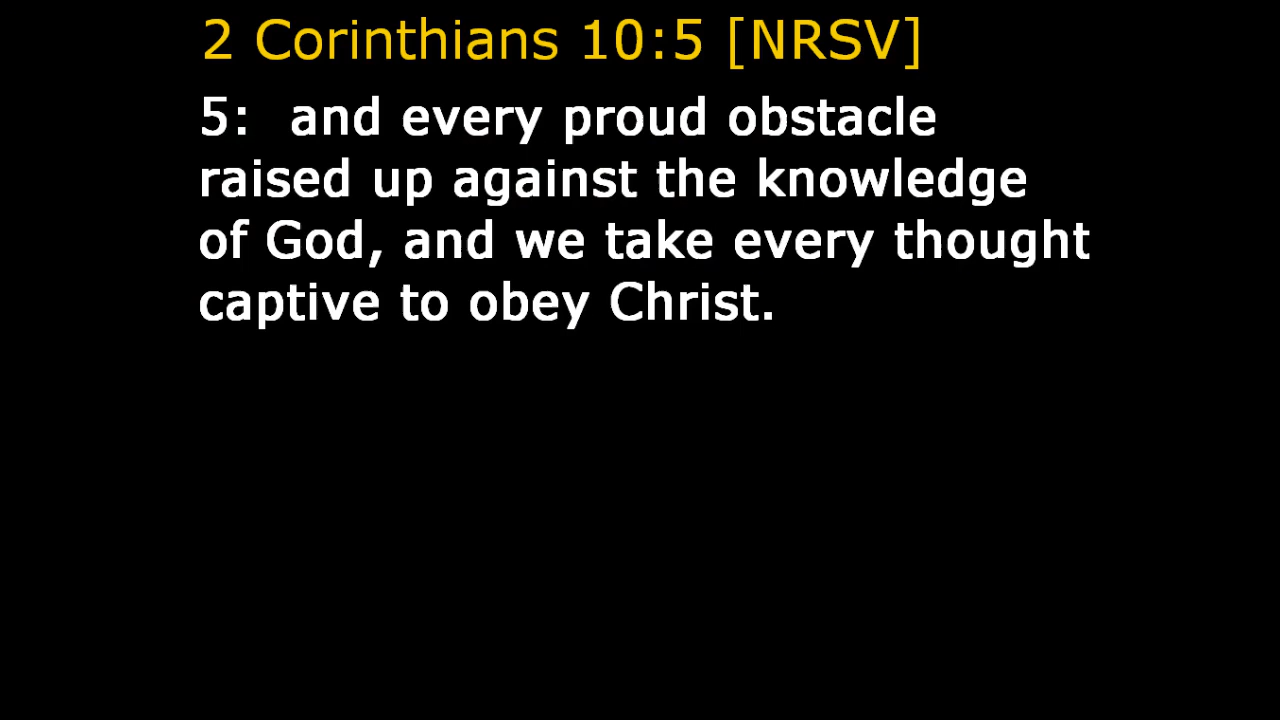 2 Corinthians 10:5 [NRSV]
5:  and every proud obstacle
raised up against the knowledge
of God, and we take every thought
captive to obey Christ.